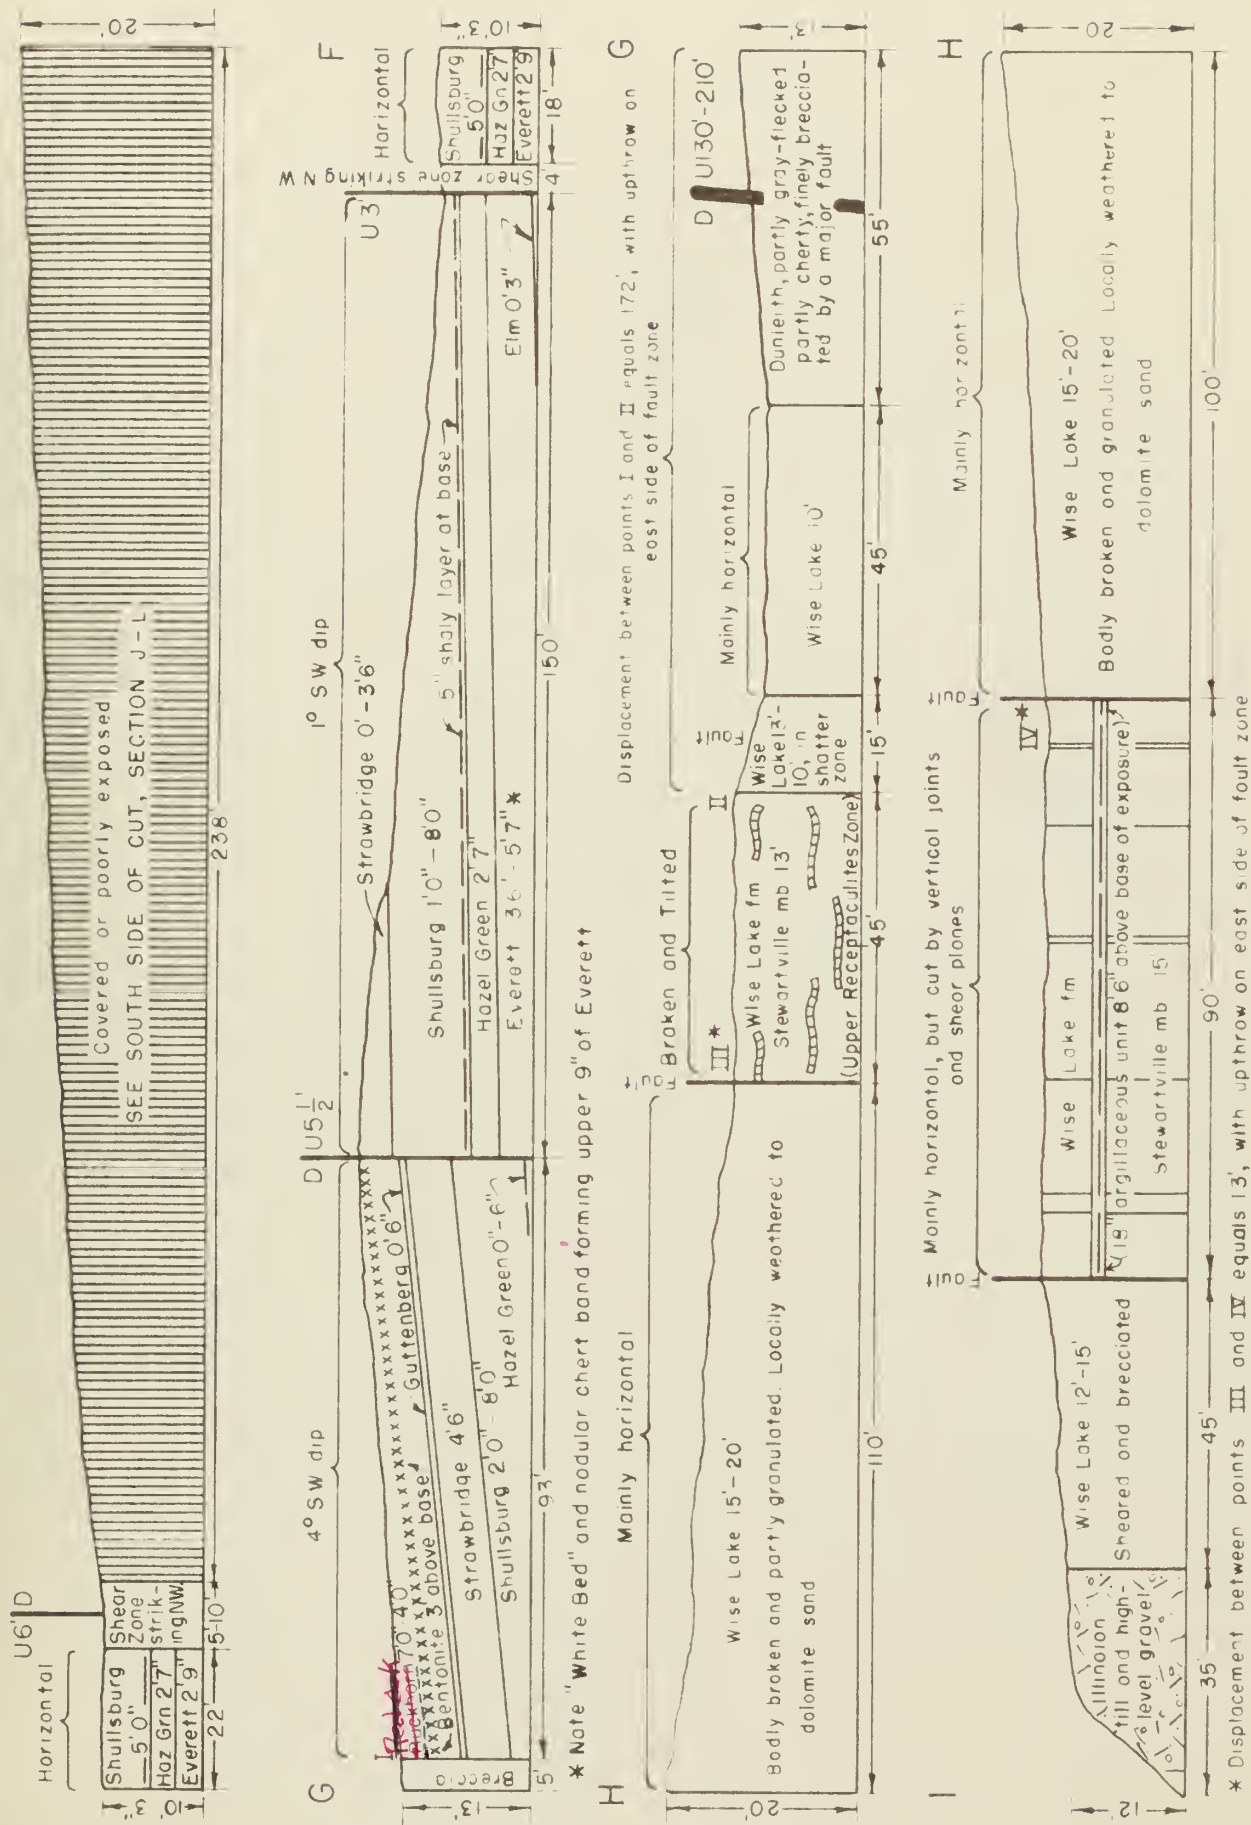 20'
Covered or poorly exposed
SEE SOUTH SIDE OF CUT, SECTION J-L
U6' D
Horizontal
Shullsburg
5'0"
Haz Grn 2'7"
Everett 2'9"
Shear
Zone
strik-
ing NW.
10' 3"
22'
5'-10'
238'
F
Horizontal
Shullsburg
5'0"
Haz Gn 2'7"
Everett 2'9"
10'3"
18'
4'
Shear zone striking NW
U 3'
1° SW dip
Strawbridge 0'-3'6"
Shullsburg 1'0"-8'0"
5" shaly layer at base
Hazel Green 2'7"
Everett 3'6"-5'7" *
Elm 0'3"
150'
D U5 1/2'
4° SW dip
Guttenberg 0'6"
Bentonite 3" above base
Strawbridge 4'6"
Shullsburg 2'0"-8'0"
Hazel Green 0"-6"
93'
I
Breccia
5'
13'
G
* Note "White Bed" and nodular chert band forming upper 9" of Everett
G
Displacement between points I and II equals 172', with upthrow on
east side of fault zone
D U130'-210'
13'
Dunleith, partly gray-flecked
partly cherty, finely breccia-
ted by a major fault
55'
Mainly horizontal
Wise Lake 10'
45'
Fault
Wise
Lake 13'-
10', in
shatter
zone
15'
II
Broken and Tilted
III *
Wise Lake fm
Stewartville mb 13'
(Upper Receptaculites Zone)
45'
Fault
Mainly horizontal
Wise Lake 15'-20'
Badly broken and partly granulated. Locally weathered to
dolomite sand
110'
20'
H
H
20'
Mainly horizontal
Wise Lake 15'-20'
Badly broken and granulated Locally weathered to
dolomite sand
100'
Fault
IV *
Mainly horizontal, but cut by vertical joints
and shear planes
Wise Lake fm
(18" argillaceous unit 8'6" above base of exposure)
Stewartville mb 15'
90'
Fault
Wise Lake 12'-15'
Sheared and brecciated
45'
Illinoian
till and high-
level gravel
35'
12'
I
* Displacement between points III and IV equals 13', with upthrow on east side of fault zone